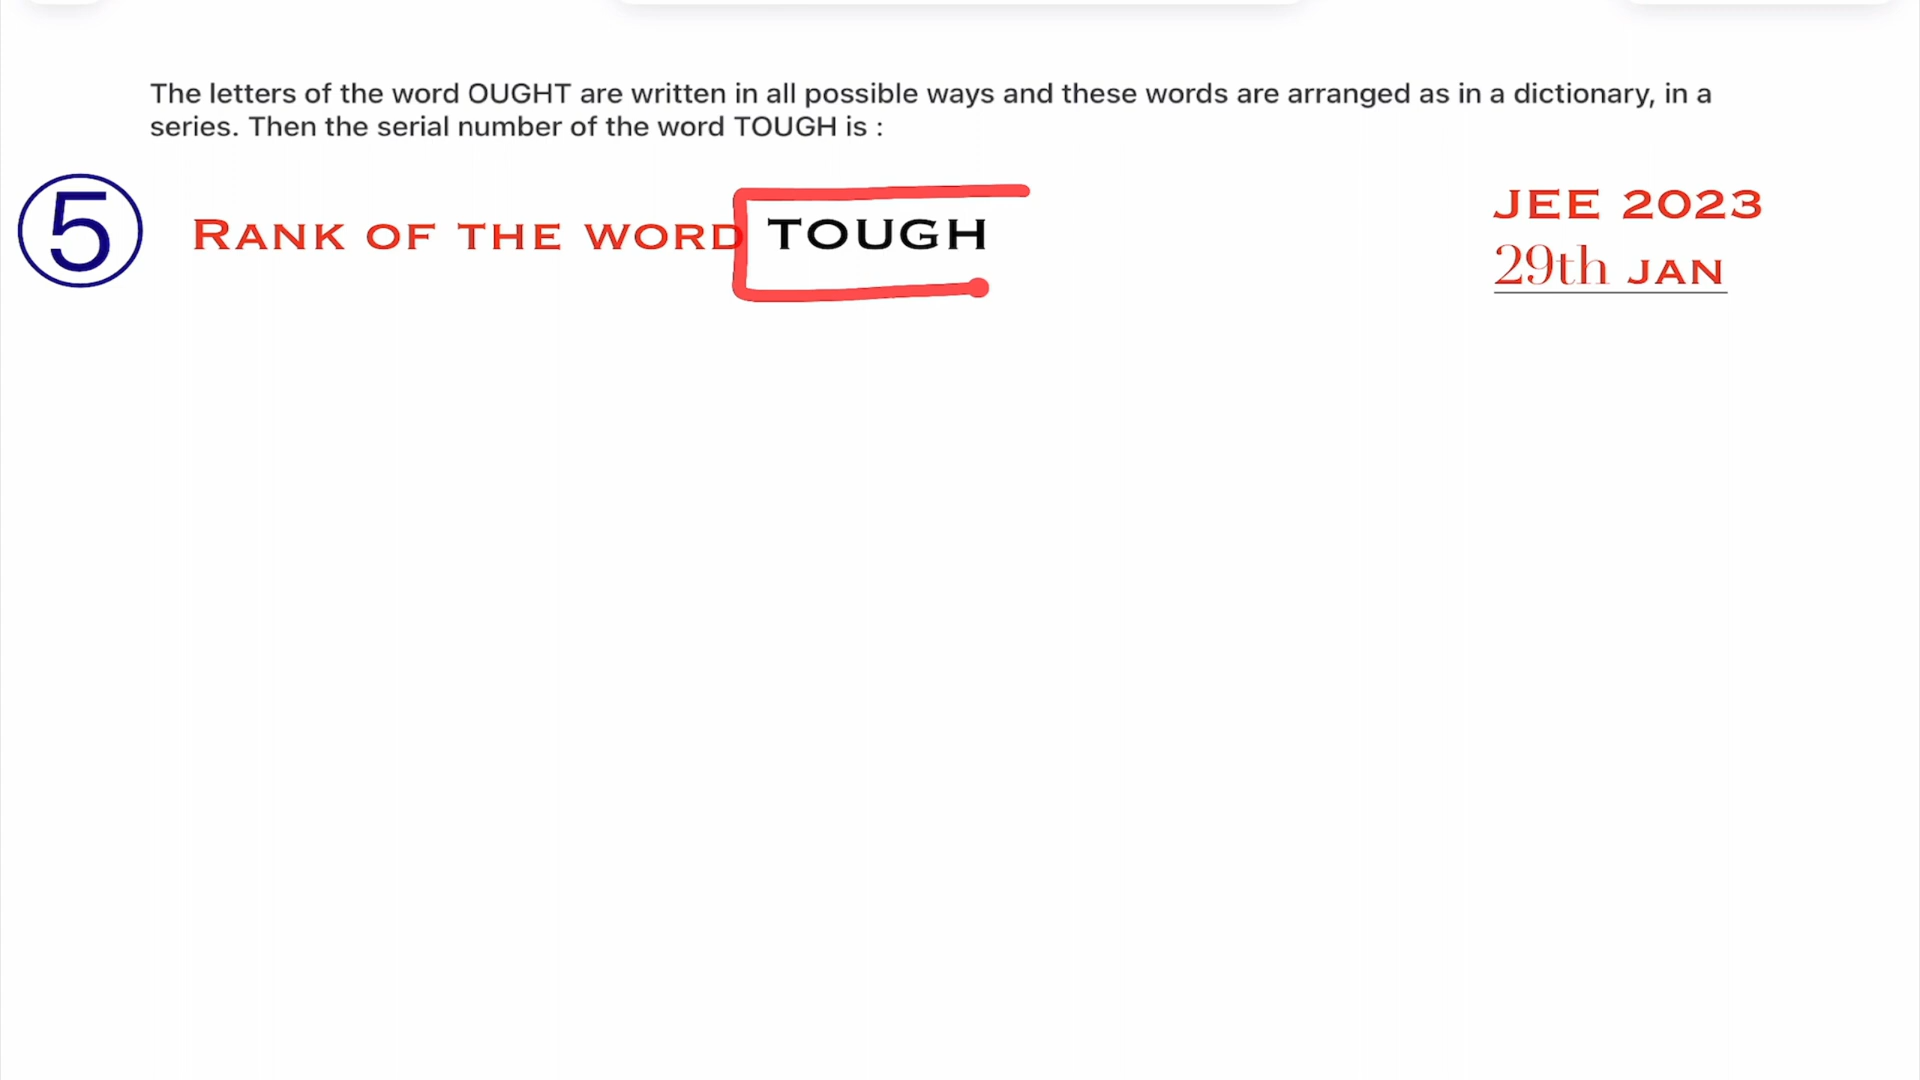 The letters of the word OUGHT are written in all possible ways and these words are arranged as in a dictionary, in a
series. Then the serial number of the word TOUGH is :
5 RANK OF THE WORD TOUGH
JEE 2023
29th JAN